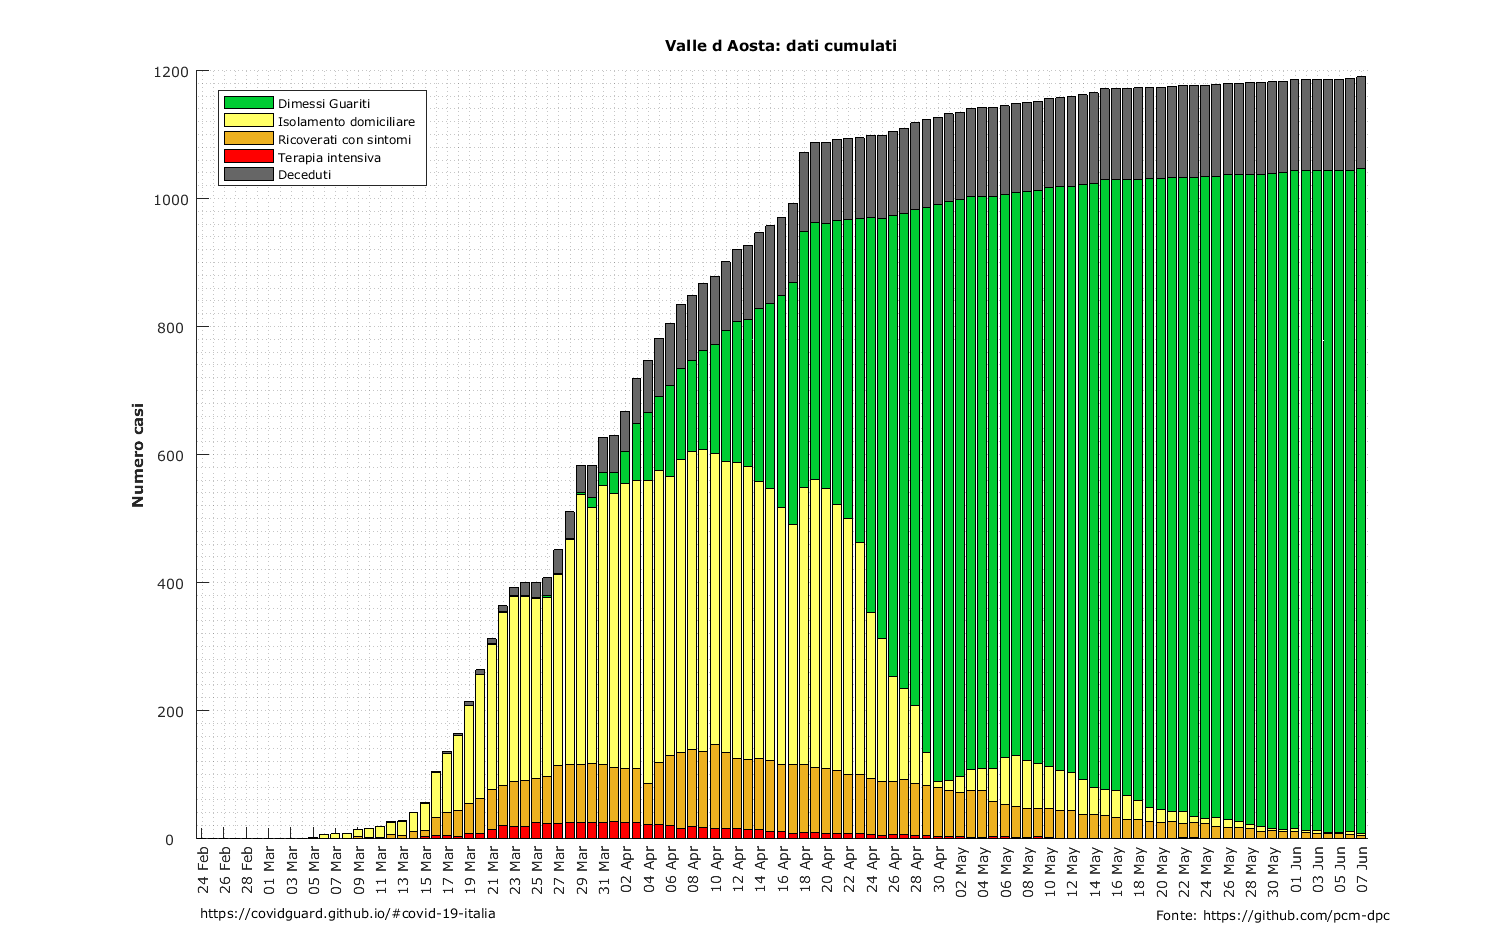 Valle d Aosta: dati cumulati
1200
1000
800
600
400
200
0
Numero casi
Dimessi Guariti
Isolamento domiciliare
Ricoverati con sintomi
Terapia intensiva
Deceduti
24 Feb
26 Feb
28 Feb
01 Mar
03 Mar
05 Mar
07 Mar
09 Mar
11 Mar
13 Mar
15 Mar
17 Mar
19 Mar
21 Mar
23 Mar
25 Mar
27 Mar
29 Mar
31 Mar
02 Apr
04 Apr
06 Apr
08 Apr
10 Apr
12 Apr
14 Apr
16 Apr
18 Apr
20 Apr
22 Apr
24 Apr
26 Apr
28 Apr
30 Apr
02 May
04 May
06 May
08 May
10 May
12 May
14 May
16 May
18 May
20 May
22 May
24 May
26 May
28 May
30 May
01 Jun
03 Jun
05 Jun
07 Jun
https://covidguard.github.io/#covid-19-italia
Fonte: https://github.com/pcm-dpc